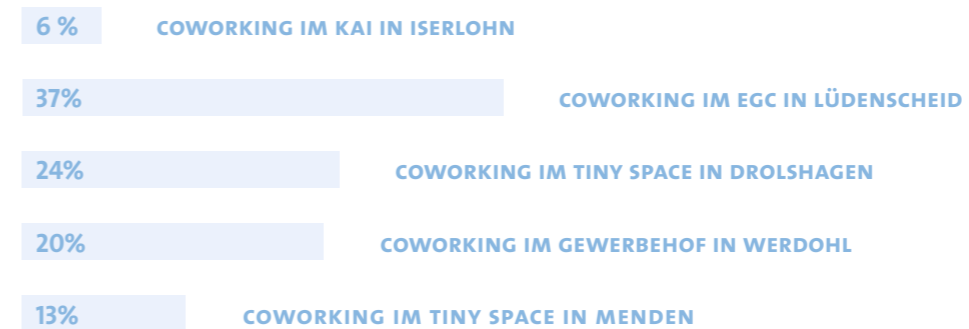 6 % COWORKING IM KAI IN ISERLOHN
37% COWORKING IM EGC IN LÜDENSCHEID
24% COWORKING IM TINY SPACE IN DROLSHAGEN
20% COWORKING IM GEWERBEHOF IN WERDOHL
13% COWORKING IM TINY SPACE IN MENDEN